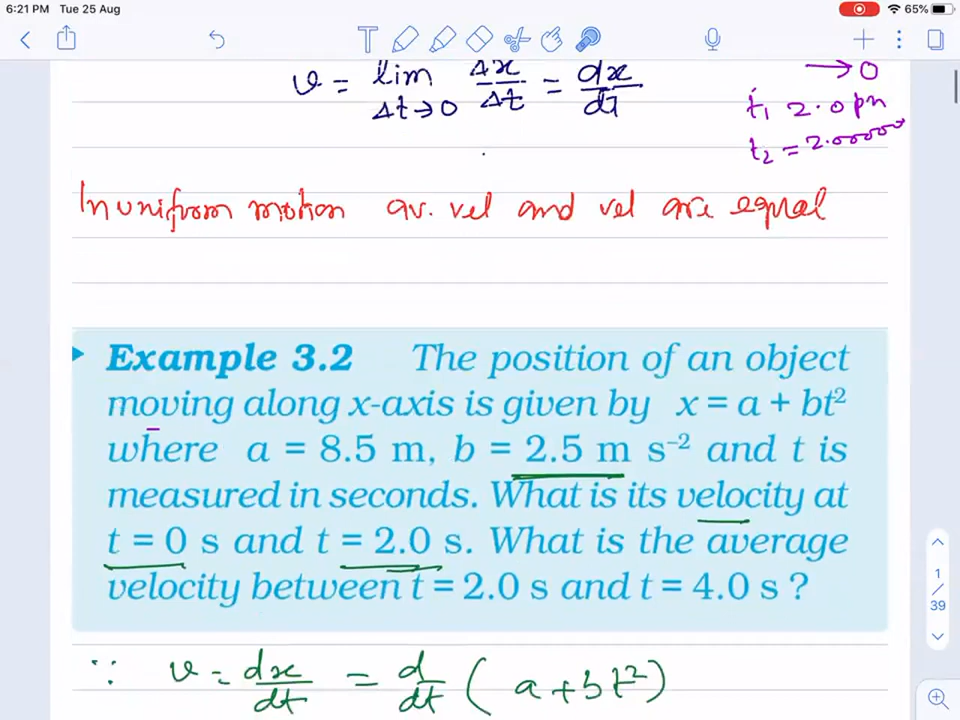 6:21 PM Tue 25 Aug 65%
v = lim Δx/Δt = dx/dt
Δt→0
→ 0
t₁ 2.0 pm
t₂ = 2.00000
In uniform motion av. vel and vel are equal
Example 3.2 The position of an object
moving along x-axis is given by x = a + bt²
where a = 8.5 m, b = 2.5 m s⁻² and t is
measured in seconds. What is its velocity at
t = 0 s and t = 2.0 s. What is the average
velocity between t = 2.0 s and t = 4.0 s ?
∵ v = dx/dt = d/dt (a + bt²)
1
/
39